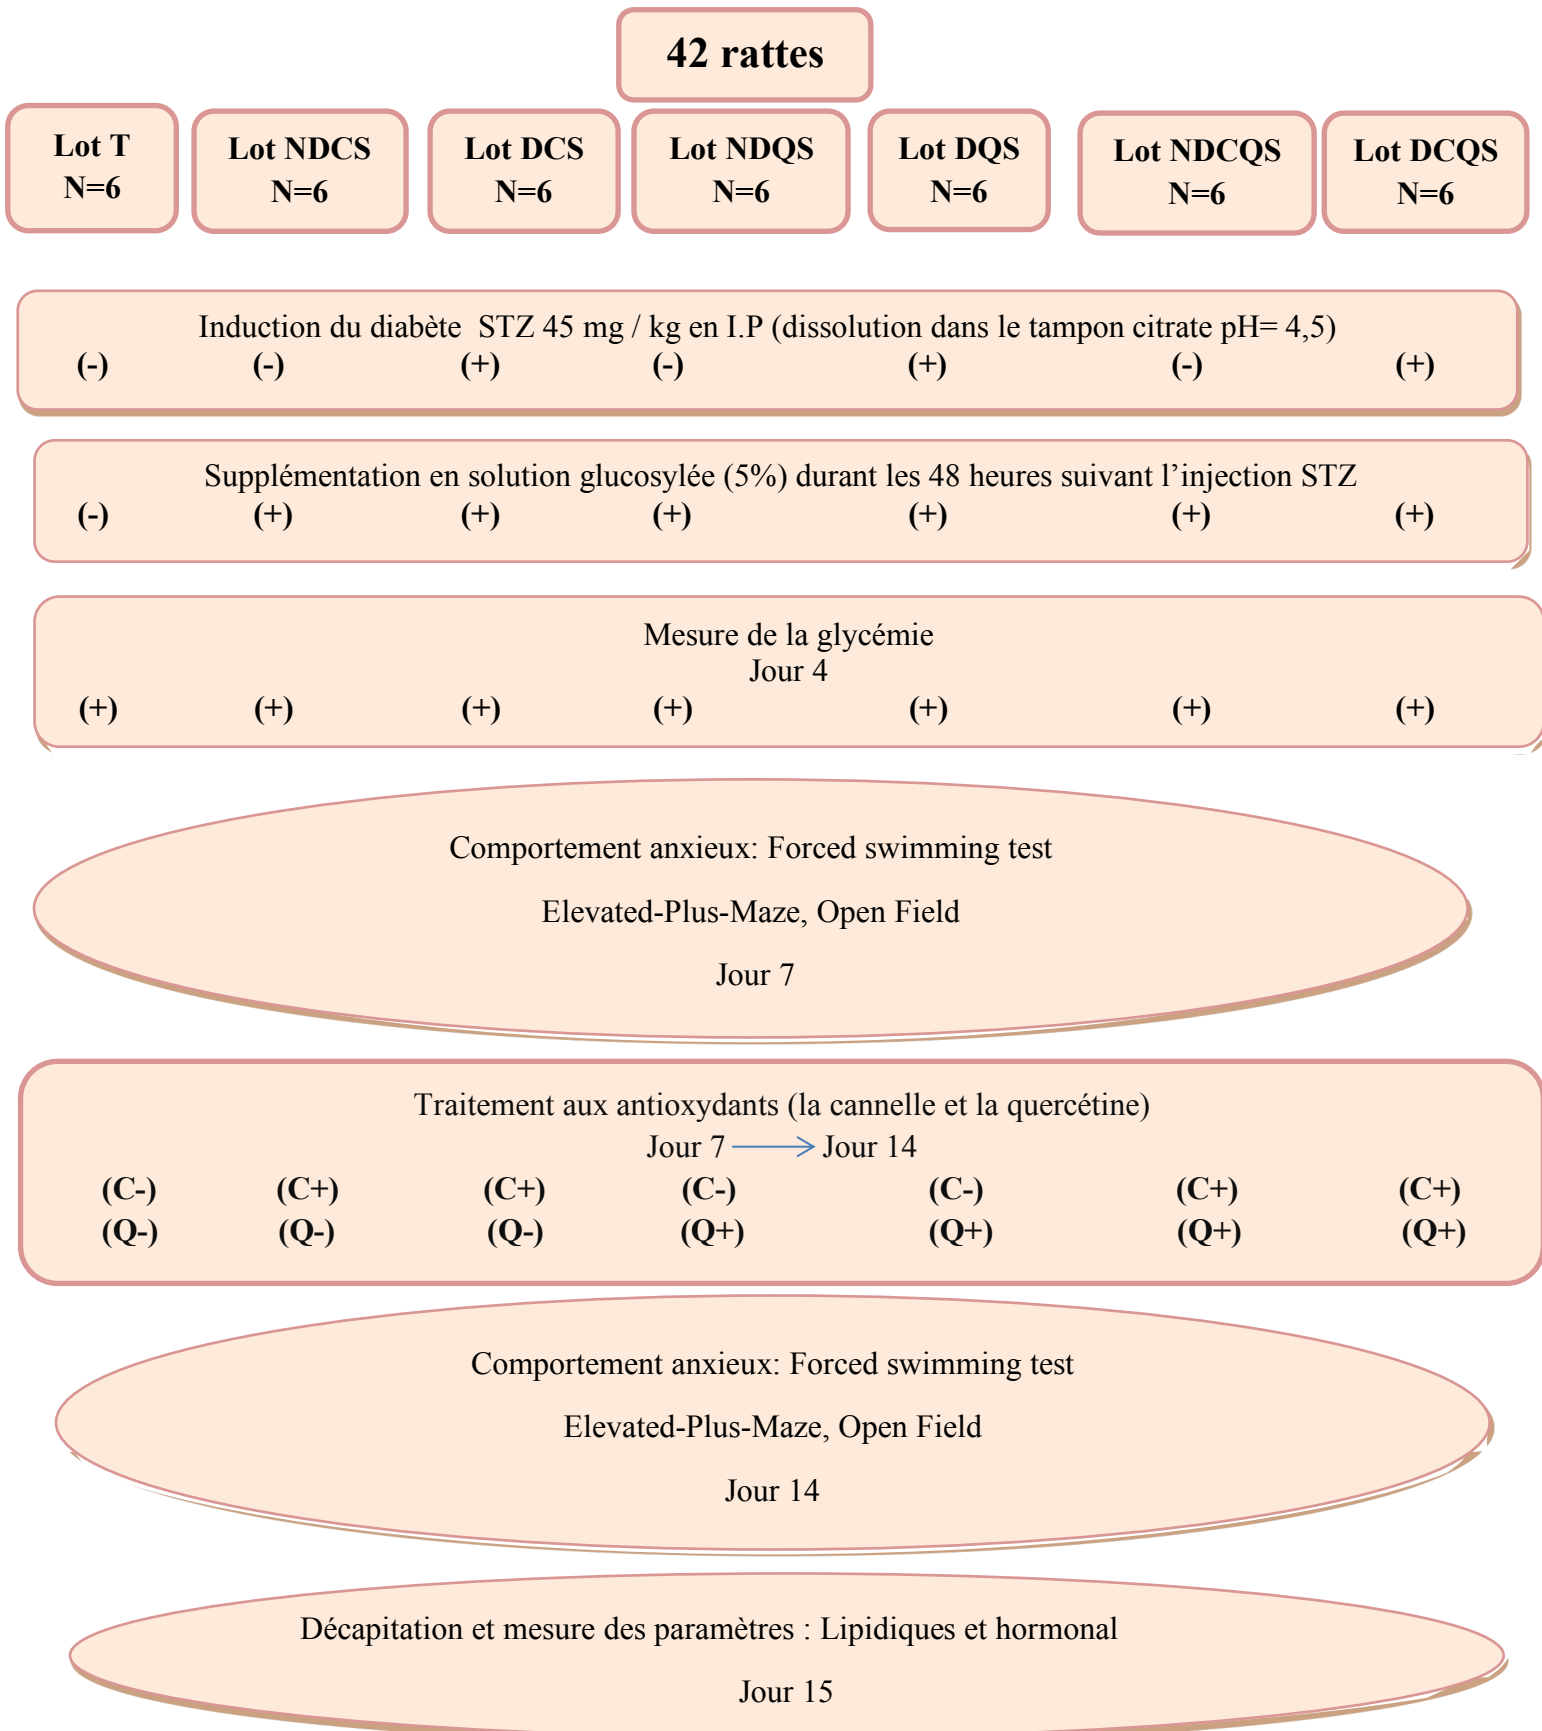 42 rattes
Lot T
N=6
Lot NDCS
N=6
Lot DCS
N=6
Lot NDQS
N=6
Lot DQS
N=6
Lot NDCQS
N=6
Lot DCQS
N=6
Induction du diabète STZ 45 mg / kg en I.P (dissolution dans le tampon citrate pH= 4,5)
(-) (-) (+) (-) (+) (-) (+)
Supplémentation en solution glucosylée (5%) durant les 48 heures suivant l’injection STZ
(-) (+) (+) (+) (+) (+) (+)
Mesure de la glycémie
Jour 4
(+) (+) (+) (+) (+) (+) (+)
Comportement anxieux: Forced swimming test
Elevated-Plus-Maze, Open Field
Jour 7
Traitement aux antioxydants (la cannelle et la quercétine)
Jour 7 → Jour 14
(C-) (C+) (C+) (C-) (C-) (C+) (C+)
(Q-) (Q-) (Q-) (Q+) (Q+) (Q+) (Q+)
Comportement anxieux: Forced swimming test
Elevated-Plus-Maze, Open Field
Jour 14
Décapitation et mesure des paramètres : Lipidiques et hormonal
Jour 15